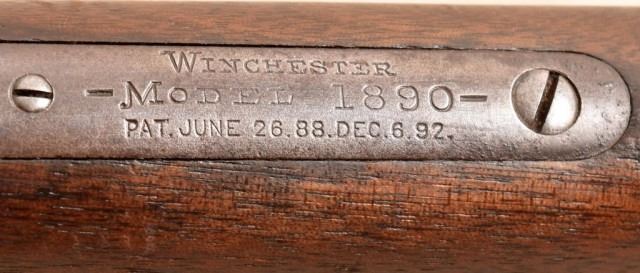 WINCHESTER
-MODEL 1890-
PAT. JUNE 26.88. DEC. 6. 92.